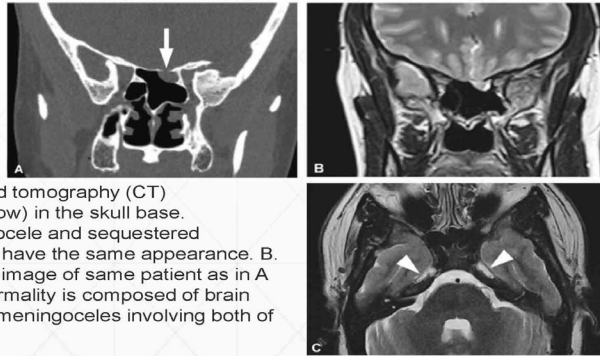 A
B
d tomography (CT)
ow) in the skull base.
ocele and sequestered
have the same appearance. B.
image of same patient as in A
rmality is composed of brain
meningoceles involving both of
C